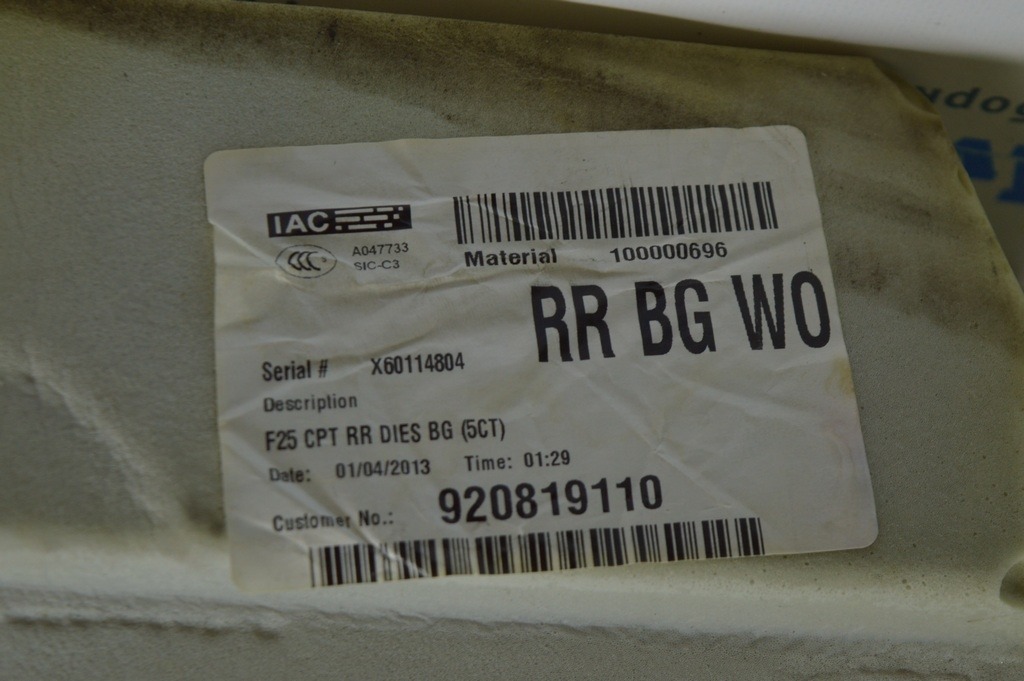 IAC
CCC
A047733
SIC-C3
Material 100000696
RR BG WO
Serial # X60114804
Description
F25 CPT RR DIES BG (5CT)
Date: 01/04/2013 Time: 01:29
Customer No.: 920819110